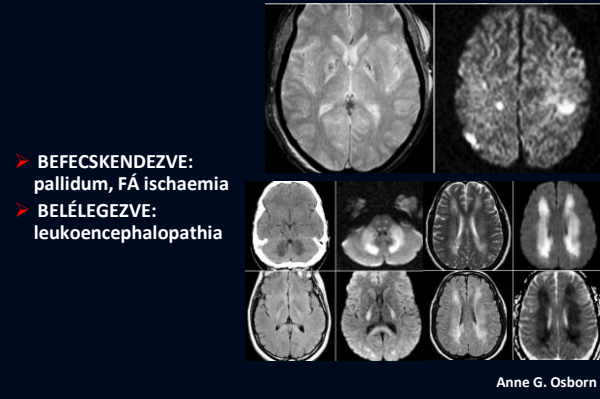 BEFECSKENDEZVE:
pallidum, FÁ ischaemia
BELÉLEGEZVE:
leukoencephalopathia
Anne G. Osborn